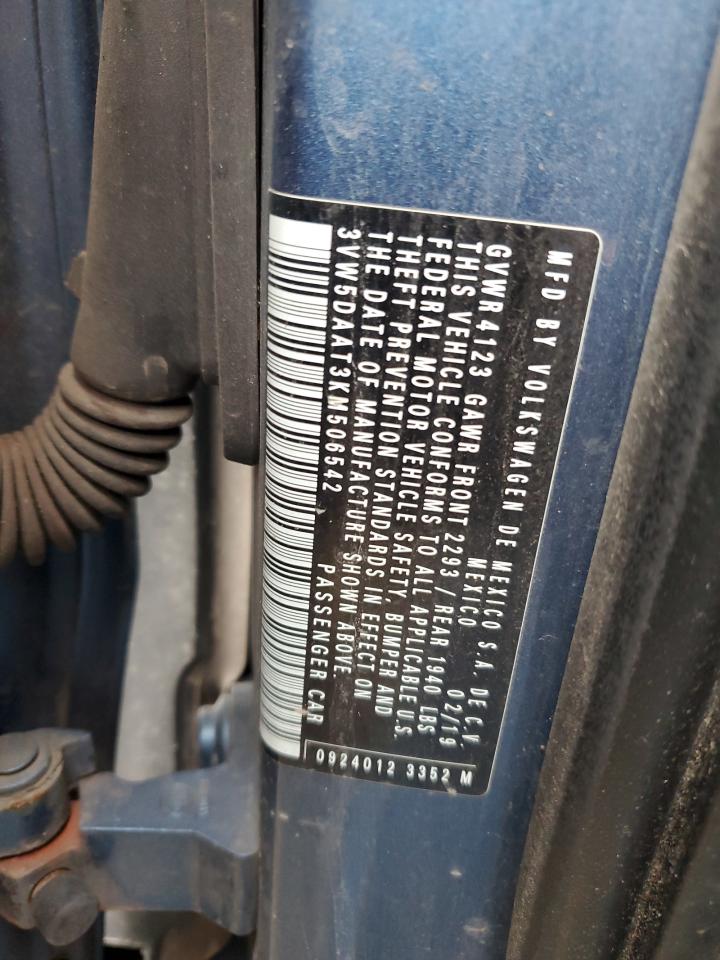 MFD BY VOLKSWAGEN DE MEXICO S.A. DE C.V.
MEXICO 02/19
GVWR 4123 GAWR FRONT 2293 / REAR 1940 LBS
THIS VEHICLE CONFORMS TO ALL APPLICABLE U.S.
FEDERAL MOTOR VEHICLE SAFETY, BUMPER AND
THEFT PREVENTION STANDARDS IN EFFECT ON
THE DATE OF MANUFACTURE SHOWN ABOVE
3VW5DAAT3KM506542 PASSENGER CAR
0924012 3352 M